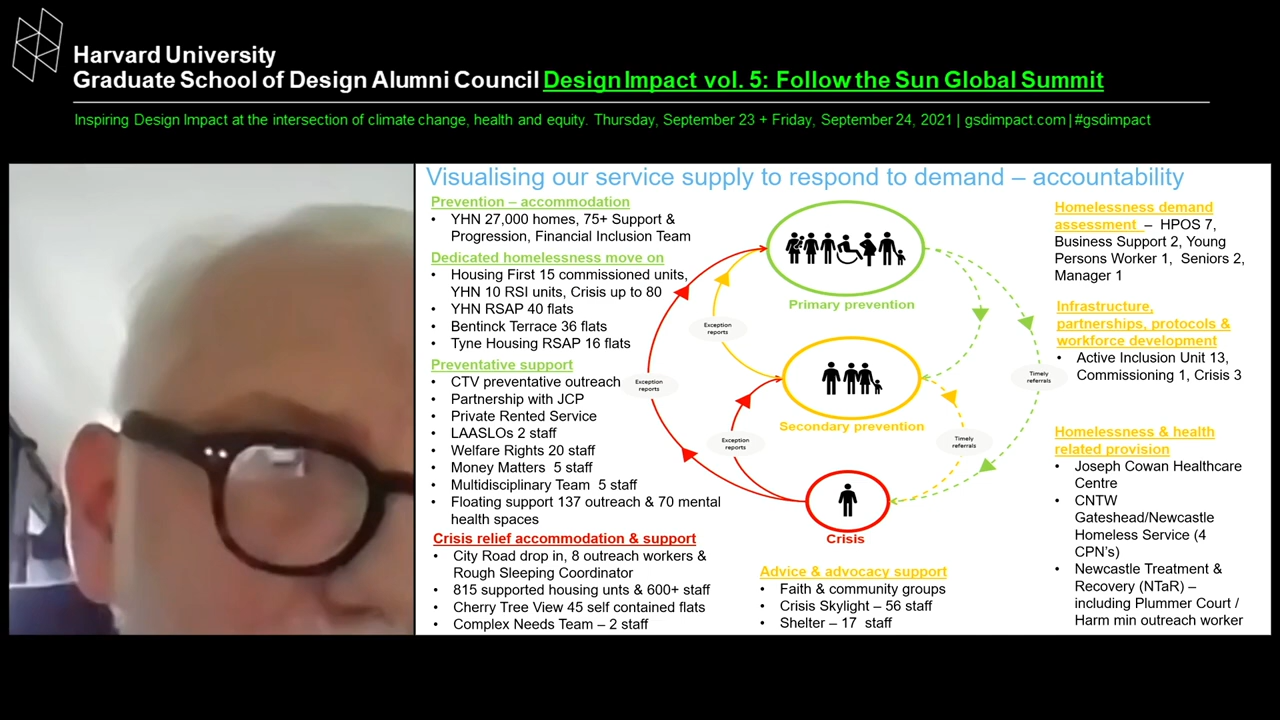 Harvard University
Graduate School of Design Alumni Council Design Impact vol. 5: Follow the Sun Global Summit
Inspiring Design Impact at the intersection of climate change, health and equity. Thursday, September 23 + Friday, September 24, 2021 | gsdimpact.com | #gsdimpact
Visualising our service supply to respond to demand – accountability
Prevention – accommodation
• YHN 27,000 homes, 75+ Support &
Progression, Financial Inclusion Team
Dedicated homelessness move on
• Housing First 15 commissioned units,
YHN 10 RSI units, Crisis up to 80
• YHN RSAP 40 flats
• Bentinck Terrace 36 flats
• Tyne Housing RSAP 16 flats
Preventative support
• CTV preventative outreach
• Partnership with JCP
• Private Rented Service
• LAASLOs 2 staff
• Welfare Rights 20 staff
• Money Matters 5 staff
• Multidisciplinary Team 5 staff
• Floating support 137 outreach & 70 mental
health spaces
Crisis relief accommodation & support
• City Road drop in, 8 outreach workers &
Rough Sleeping Coordinator
• 815 supported housing unts & 600+ staff
• Cherry Tree View 45 self contained flats
• Complex Needs Team – 2 staff
Primary prevention
Exception
reports
Exception
reports
Timely
referrals
Secondary prevention
Exception
reports
Timely
referrals
Crisis
Advice & advocacy support
• Faith & community groups
• Crisis Skylight – 56 staff
• Shelter – 17 staff
Homelessness demand
assessment – HPOS 7,
Business Support 2, Young
Persons Worker 1, Seniors 2,
Manager 1
Infrastructure,
partnerships, protocols &
workforce development
• Active Inclusion Unit 13,
Commissioning 1, Crisis 3
Homelessness & health
related provision
• Joseph Cowan Healthcare
Centre
• CNTW
Gateshead/Newcastle
Homeless Service (4
CPN's)
• Newcastle Treatment &
Recovery (NTaR) –
including Plummer Court /
Harm min outreach worker